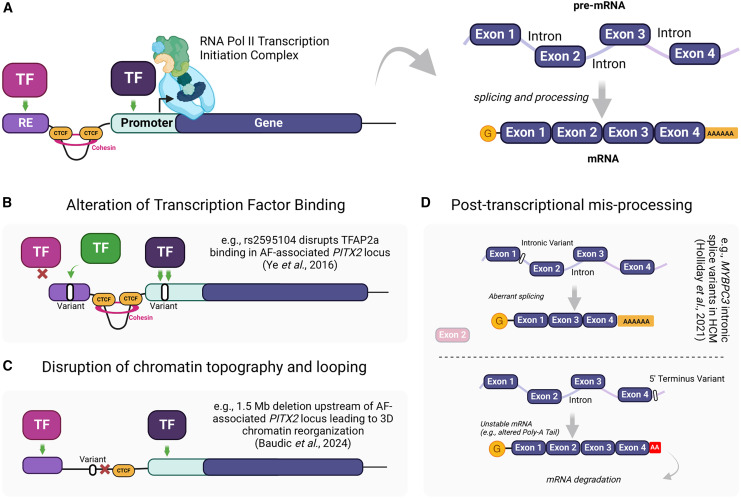 A
RNA Pol II Transcription
Initiation Complex
TF
TF
RE
CTCF
CTCF
Cohesin
Promoter
Gene
pre-mRNA
Exon 1
Intron
Exon 2
Intron
Exon 3
Intron
Exon 4
splicing and processing
G
Exon 1
Exon 2
Exon 3
Exon 4
AAAAAA
mRNA
B
Alteration of Transcription Factor Binding
TF
TF
TF
e.g., rs2595104 disrupts TFAP2a
binding in AF-associated PITX2 locus
(Ye et al., 2016)
Variant
CTCF
CTCF
Cohesin
Variant
C
Disruption of chromatin topography and looping
TF
TF
e.g., 1.5 Mb deletion upstream of AF-
associated PITX2 locus leading to 3D
chromatin reorganization
(Baudic et al., 2024)
Variant
CTCF
D
Post-transcriptional mis-processing
Exon 1
Intronic Variant
Exon 2
Intron
Exon 3
Exon 4
e.g., MYBPC3 intronic
splice variants in HCM
(Holliday et al., 2021)
Aberrant splicing
G
Exon 1
Exon 3
Exon 4
AAAAAA
Exon 2
Exon 1
Exon 2
Intron
Exon 3
Exon 4
5' Terminus Variant
Unstable mRNA
(e.g., altered Poly-A Tail)
G
Exon 1
Exon 2
Exon 3
Exon 4
AA
mRNA degradation